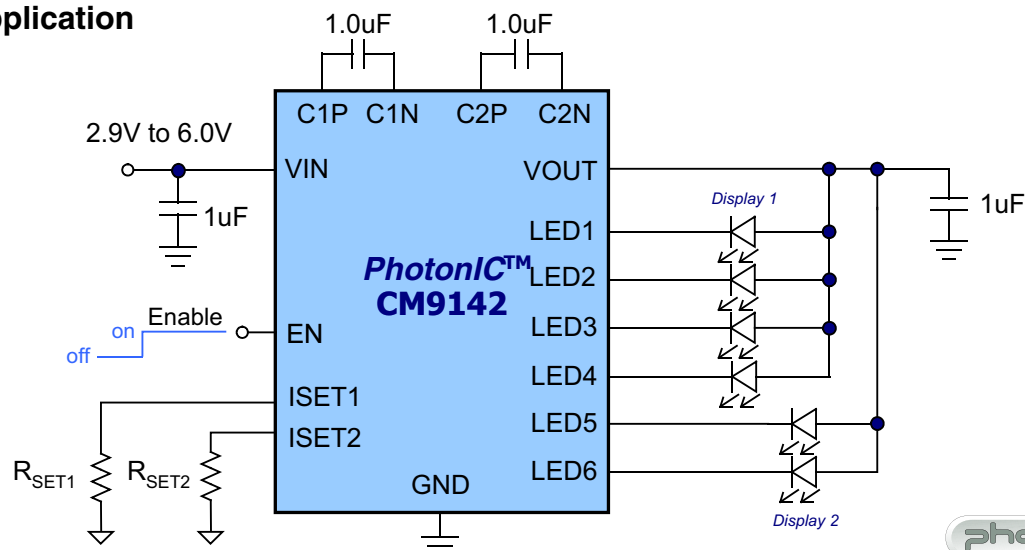 pplication
1.0uF 1.0uF
C1P C1N C2P C2N
2.9V to 6.0V
VIN
VOUT
1uF
1uF
Display 1
LED1
PhotonIC™
LED2
CM9142
Enable
on
off
EN
LED3
LED4
ISET1
ISET2
LED5
LED6
RSET1
RSET2
GND
Display 2
pho